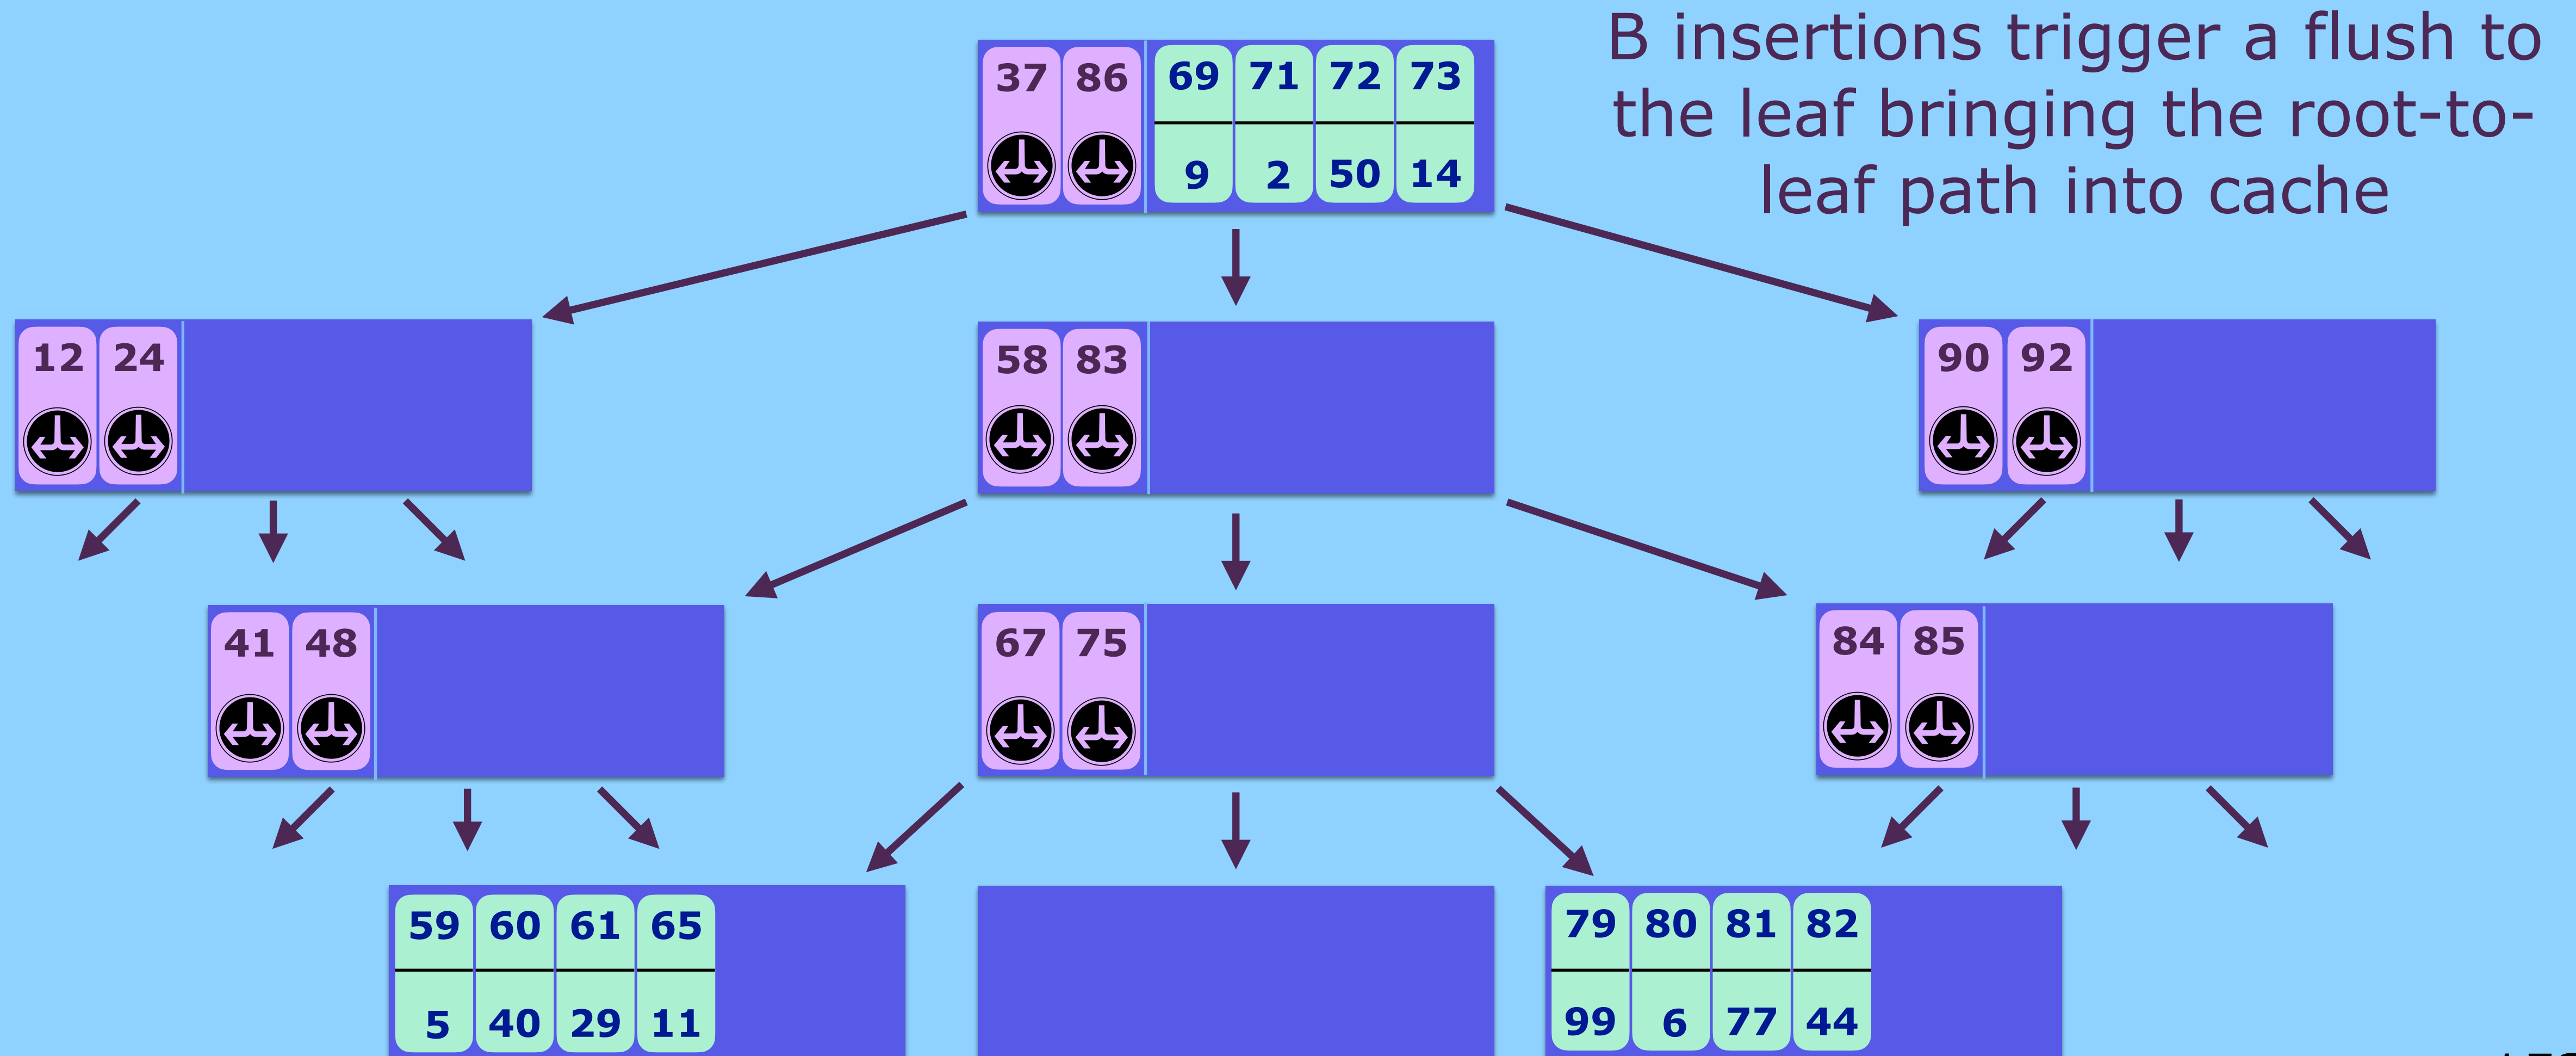 B insertions trigger a flush to
the leaf bringing the root-to-
leaf path into cache
37 86 69 71 72 73
9 2 50 14
12 24
58 83
90 92
41 48
67 75
84 85
59 60 61 65
5 40 29 11
79 80 81 82
99 6 77 44